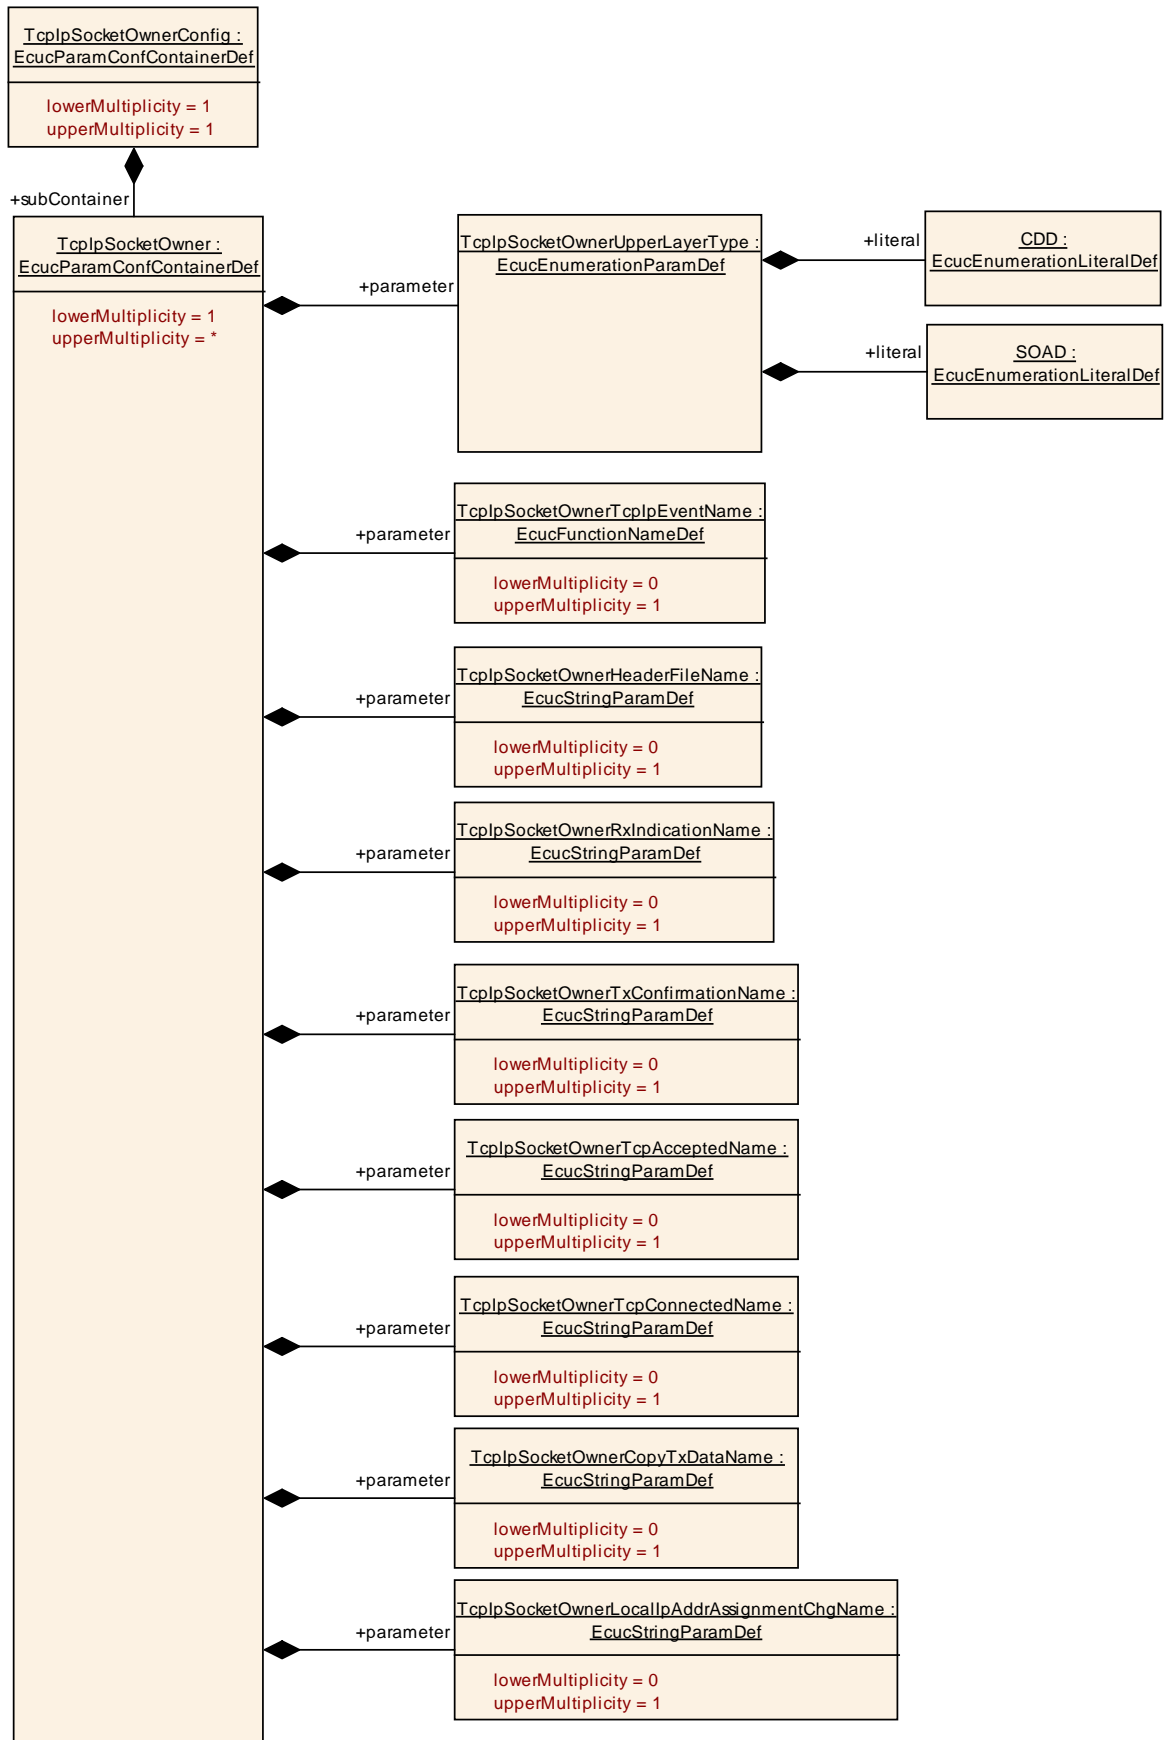 TcpIpSocketOwnerConfig :
EcucParamConfContainerDef
lowerMultiplicity = 1
upperMultiplicity = 1
+subContainer
TcpIpSocketOwner :
EcucParamConfContainerDef
lowerMultiplicity = 1
upperMultiplicity = *
+parameter
TcpIpSocketOwnerUpperLayerType :
EcucEnumerationParamDef
+literal
CDD :
EcucEnumerationLiteralDef
+literal
SOAD :
EcucEnumerationLiteralDef
+parameter
TcpIpSocketOwnerTcpIpEventName :
EcucFunctionNameDef
lowerMultiplicity = 0
upperMultiplicity = 1
+parameter
TcpIpSocketOwnerHeaderFileName :
EcucStringParamDef
lowerMultiplicity = 0
upperMultiplicity = 1
+parameter
TcpIpSocketOwnerRxIndicationName :
EcucStringParamDef
lowerMultiplicity = 0
upperMultiplicity = 1
+parameter
TcpIpSocketOwnerTxConfirmationName :
EcucStringParamDef
lowerMultiplicity = 0
upperMultiplicity = 1
+parameter
TcpIpSocketOwnerTcpAcceptedName :
EcucStringParamDef
lowerMultiplicity = 0
upperMultiplicity = 1
+parameter
TcpIpSocketOwnerTcpConnectedName :
EcucStringParamDef
lowerMultiplicity = 0
upperMultiplicity = 1
+parameter
TcpIpSocketOwnerCopyTxDataName :
EcucStringParamDef
lowerMultiplicity = 0
upperMultiplicity = 1
+parameter
TcpIpSocketOwnerLocalIpAddrAssignmentChgName :
EcucStringParamDef
lowerMultiplicity = 0
upperMultiplicity = 1